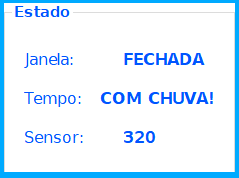 Estado
Janela: FECHADA
Tempo: COM CHUVA!
Sensor: 320